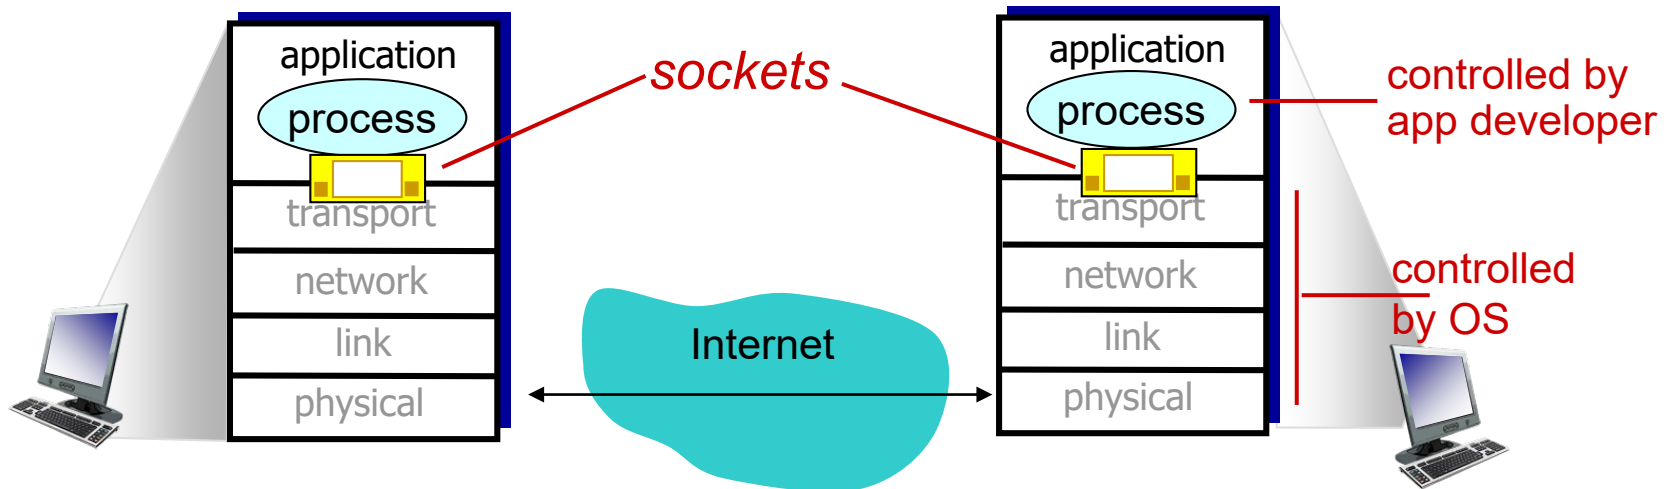 application
process
sockets
transport
network
link
physical
Internet
application
process
transport
network
link
physical
controlled by
app developer
controlled
by OS